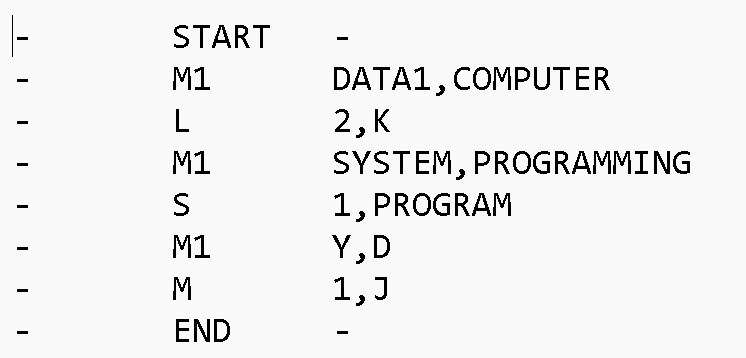 -	START	-
-	M1	DATA1,COMPUTER
-	L	2,K
-	M1	SYSTEM,PROGRAMMING
-	S	1,PROGRAM
-	M1	Y,D
-	M	1,J
-	END	-